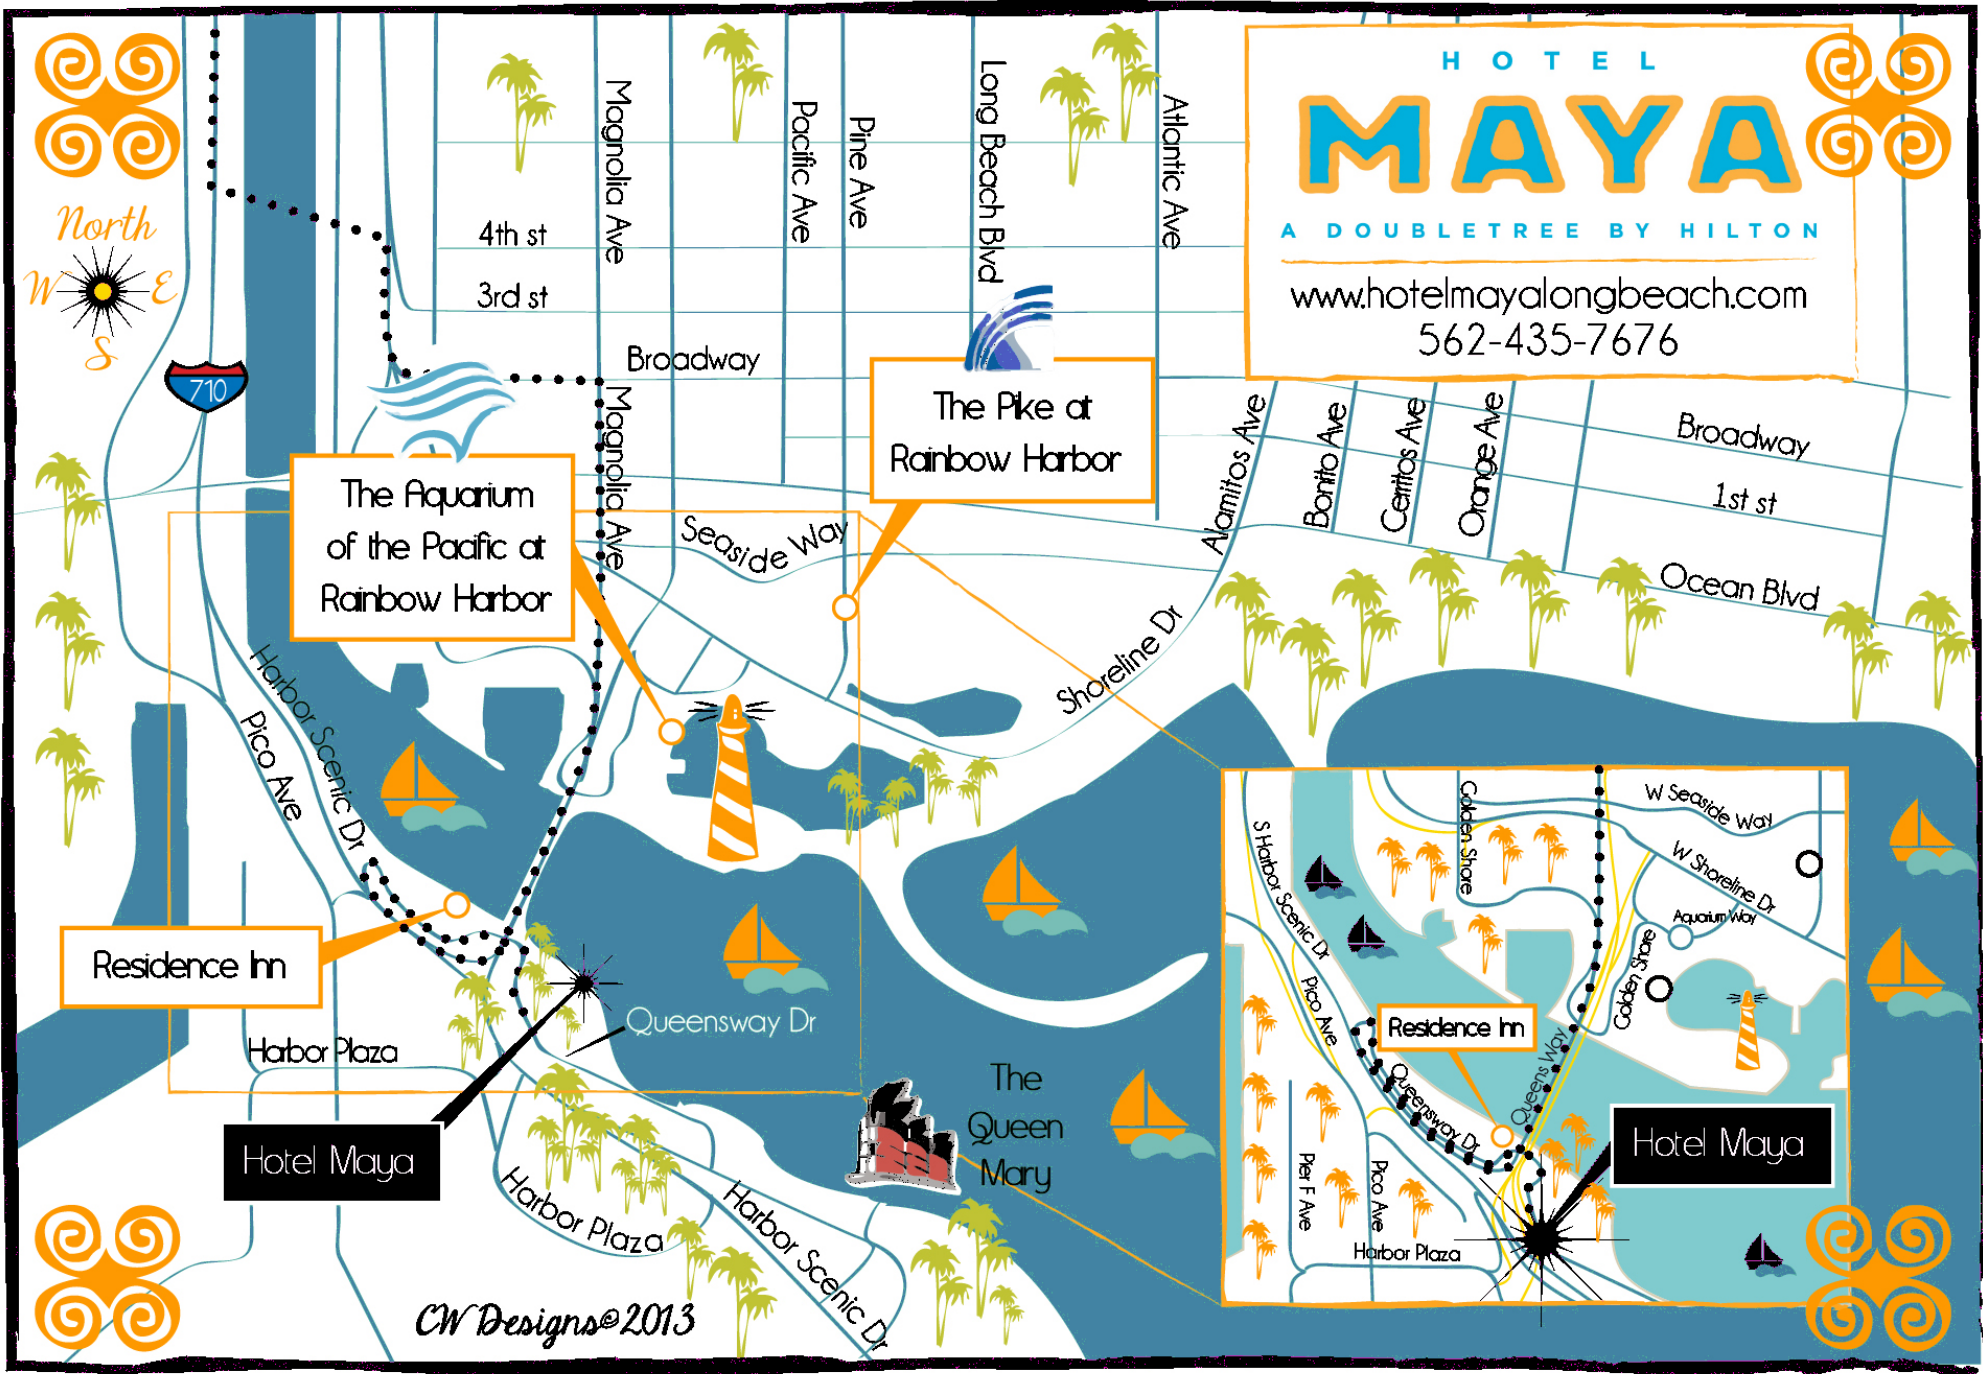 HOTEL
MAYA
A DOUBLETREE BY HILTON
www.hotelmayalongbeach.com
562-435-7676
North
W
E
S
710
4th st
3rd st
Broadway
Magnolia Ave
Magnolia Ave
Pacific Ave
Pine Ave
Long Beach Blvd
Atlantic Ave
The Pike at
Rainbow Harbor
The Aquarium
of the Pacific at
Rainbow Harbor
Seaside Way
Alamitos Ave
Bonito Ave
Cerritos Ave
Orange Ave
Broadway
1st st
Ocean Blvd
Shoreline Dr
Harbor Scenic Dr
Pico Ave
Residence Inn
Harbor Plaza
Queensway Dr
Hotel Maya
The
Queen
Mary
Harbor Plaza
Harbor Scenic Dr
CW Designs©2013
W Seaside Way
Golden Shore
W Shoreline Dr
Aquarium Way
Golden Shore
S Harbor Scenic Dr
Pico Ave
Residence Inn
Queens Way
Queensway Dr
Hotel Maya
Pier F Ave
Pico Ave
Harbor Plaza